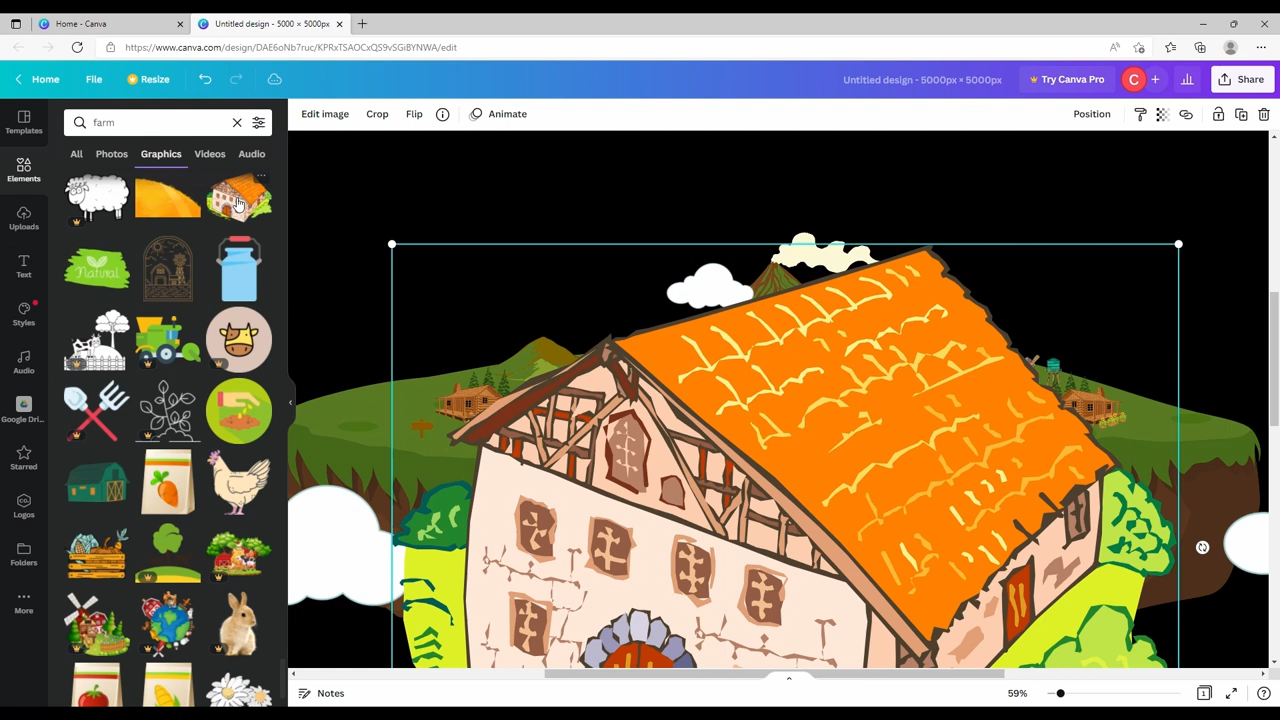 Home - Canva
Untitled design - 5000 × 5000px
https://www.canva.com/design/DAE6oNb7ruc/KPRxTSAOCxQS9vSGiBYNWA/edit
Home
File
Resize
Untitled design - 5000px × 5000px
Try Canva Pro
C
Share
Templates
Elements
Uploads
Text
Styles
Audio
Google Dri...
Starred
Logos
Folders
More
farm
All
Photos
Graphics
Videos
Audio
Natural
Edit image
Crop
Flip
Animate
Position
Notes
59%
1